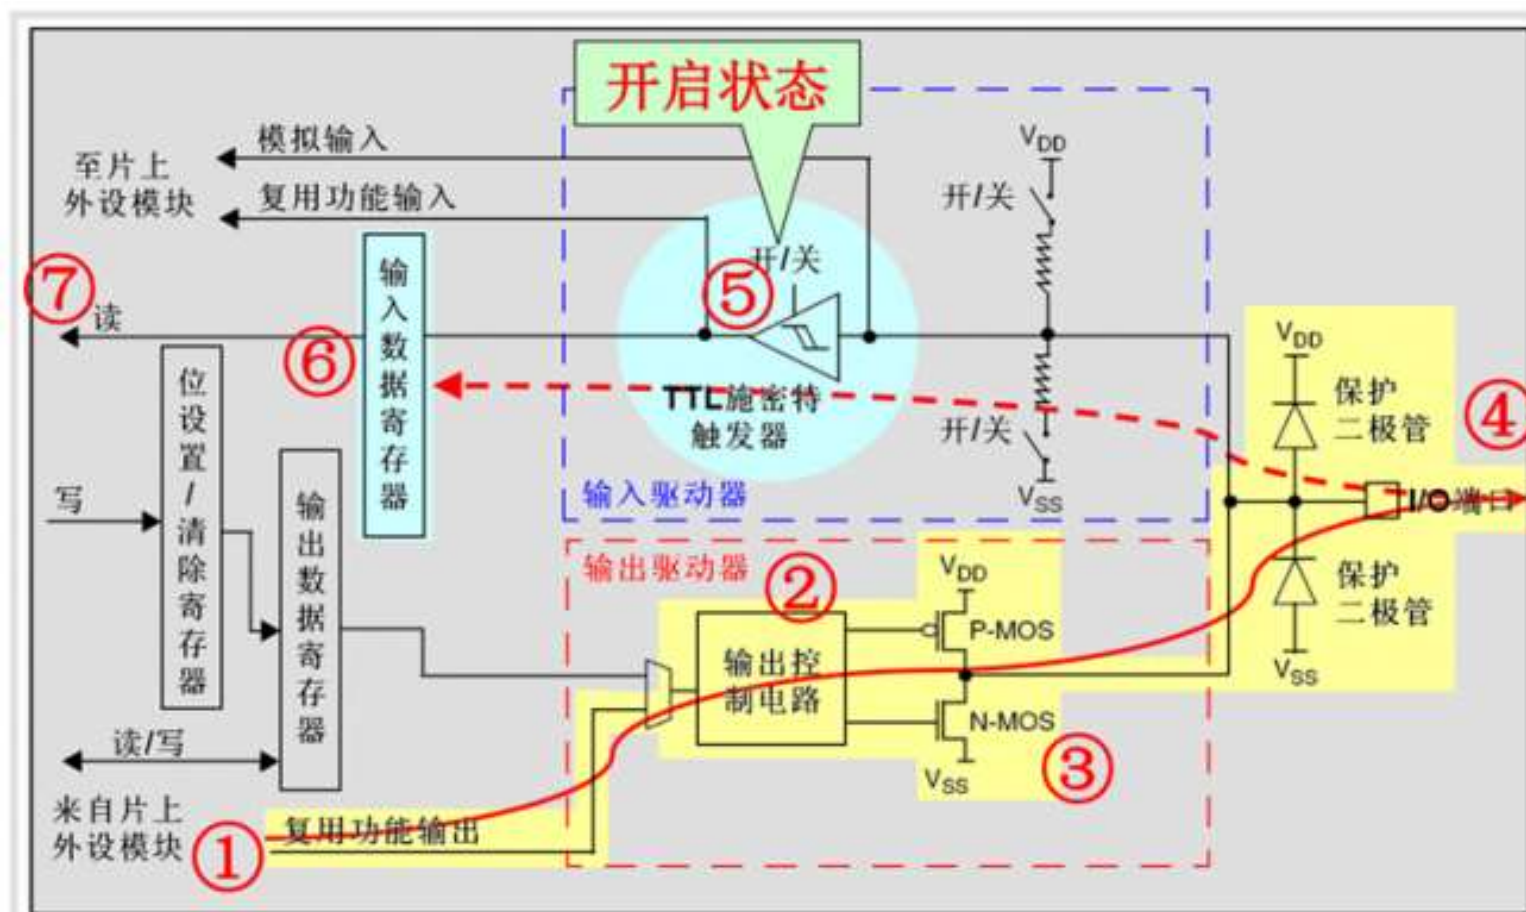 开启状态
模拟输入
至片上
外设模块
复用功能输入
V_DD
开/关
开/关
⑤
⑦
读
输入数据寄存器
⑥
TTL施密特
触发器
开/关
V_SS
输入驱动器
V_DD
保护
二极管
④
I/O端口
位设置/清除寄存器
写
输出数据寄存器
输出驱动器
②
V_DD
P-MOS
输出控
制电路
N-MOS
V_SS
③
保护
二极管
V_SS
读/写
来自片上
外设模块
①
复用功能输出